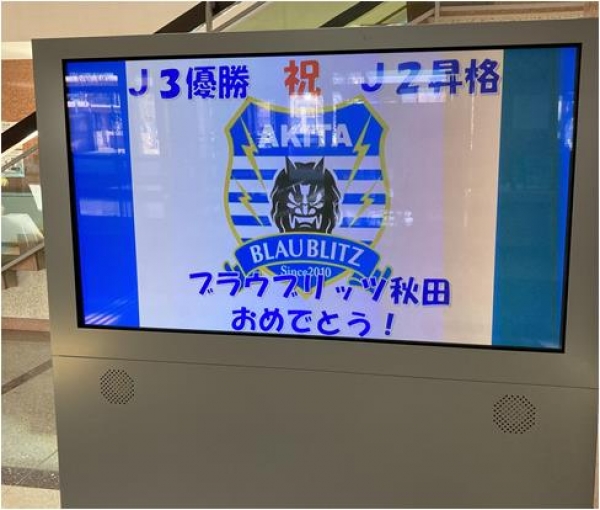 J3優勝 祝 J2昇格
AKITA
BLAUBLITZ
Since2010
ブラウブリッツ秋田
おめでとう！